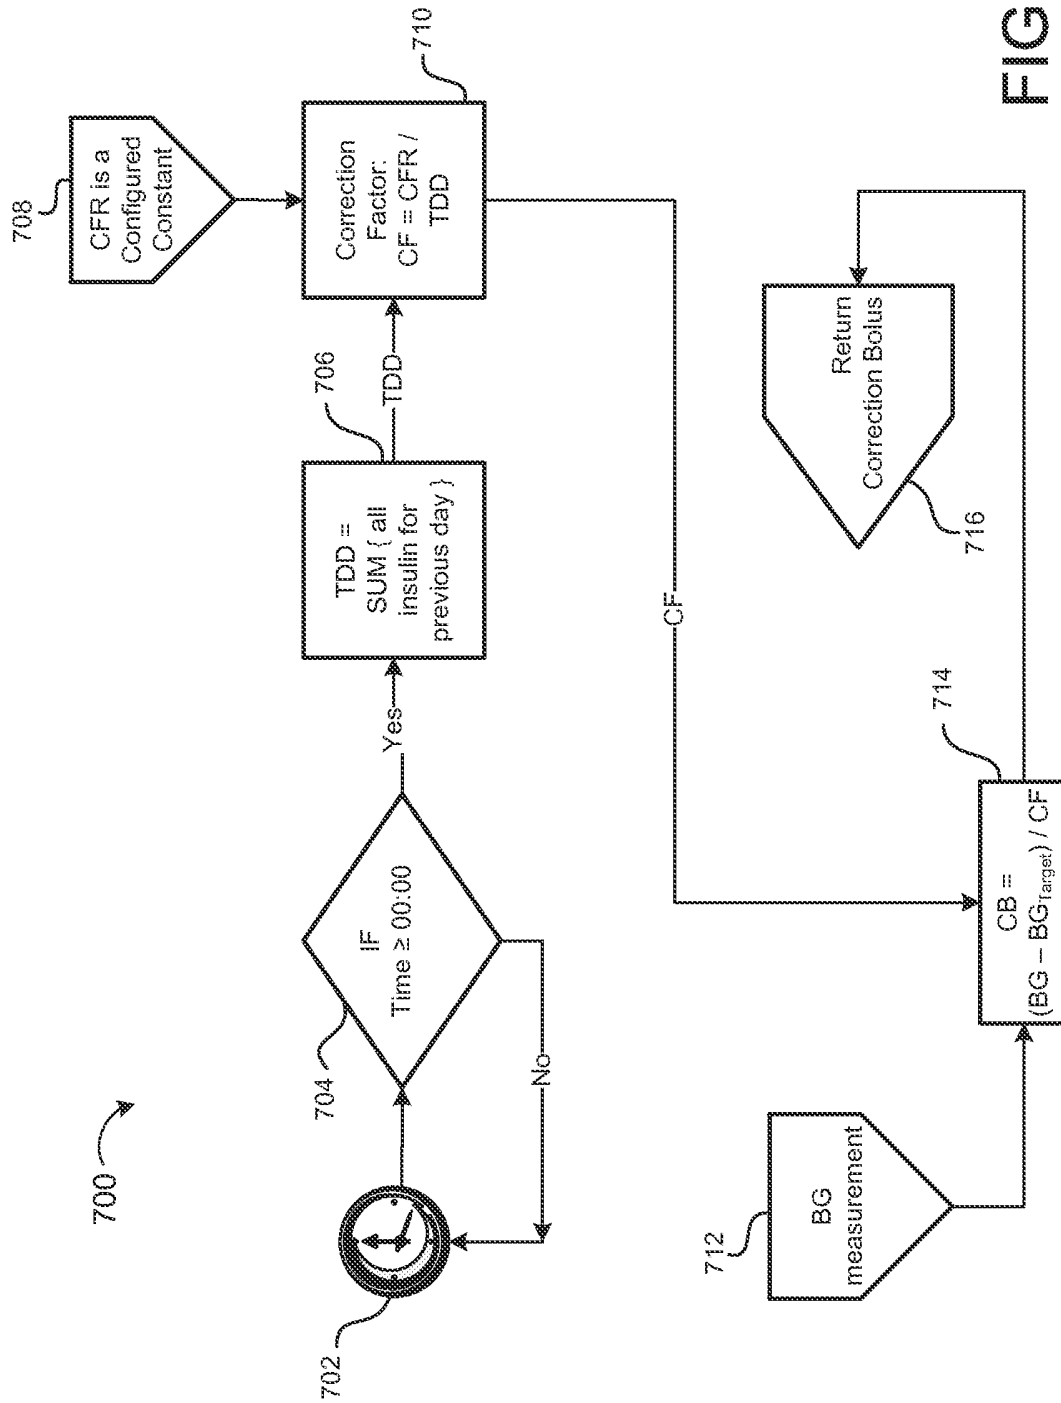 700
702
704
IF
Time ≥ 00:00
No
Yes
706
TDD =
SUM { all
insulin for
previous day }
TDD
708
CFR is a
Configured
Constant
710
Correction
Factor:
CF = CFR /
TDD
CF
712
BG
measurement
714
CB =
(BG – BGTarget) / CF
716
Return
Correction Bolus
FIG